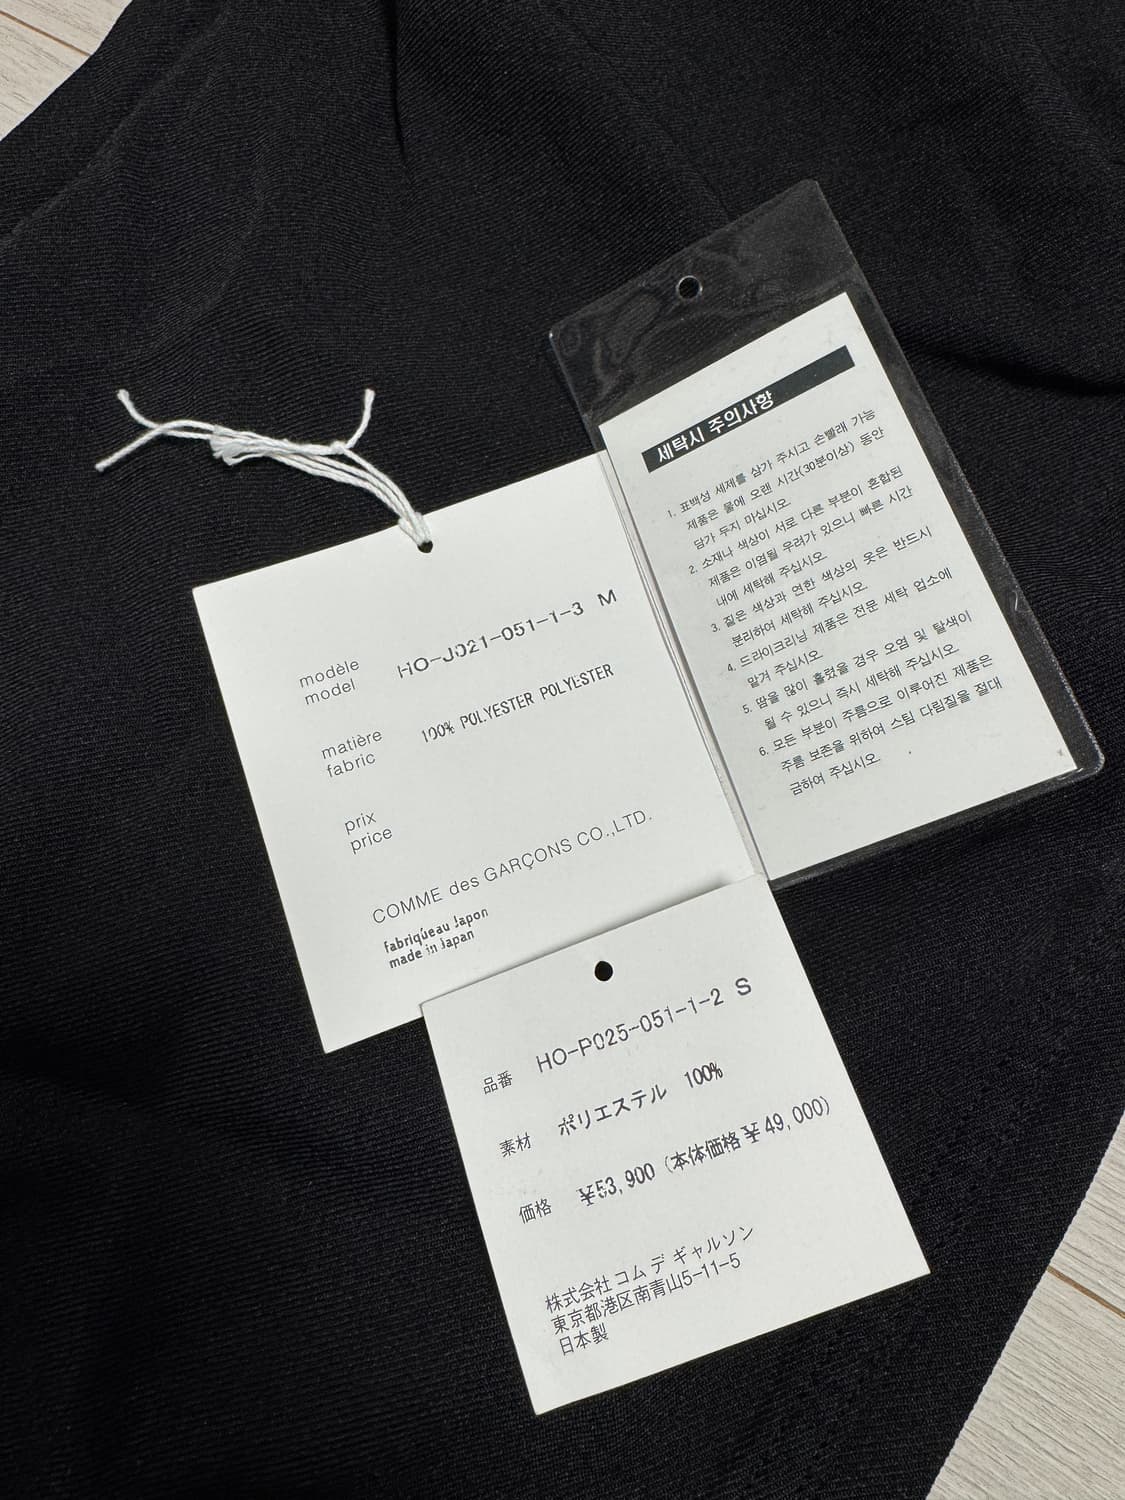 세탁시 주의사항
1. 표백성 세제를 삼가 주시고 손빨래 가능
제품은 물에 오랜 시간(30분이상) 동안
담가 두지 마십시오.
2. 소재나 색상이 서로 다른 부분이 혼합된
제품은 이염될 우려가 있으니 빠른 시간
내에 세탁해 주십시오.
3. 짙은 색상과 연한 색상의 옷은 반드시
분리하여 세탁해 주십시오.
4. 드라이크리닝 제품은 전문 세탁 업소에
맡겨 주십시오.
5. 땀을 많이 흘렸을 경우 오염 및 탈색이
될 수 있으니 즉시 세탁해 주십시오.
6. 모든 부분이 주름으로 이루어진 제품은
주름 보존을 위하여 스팀 다림질을 절대
금하여 주십시오.
modèle
model
HO-J021-051-1-3 M
matière
fabric
100% POLYESTER POLYESTER
prix
price
COMME des GARÇONS CO.,LTD.
fabriqué au Japon
made in Japan
品番 HO-P025-051-1-2 S
素材 ポリエステル 100%
価格 ¥53,900 (本体価格 ¥49,000)
株式会社 コム デ ギャルソン
東京都港区南青山5-11-5
日本製